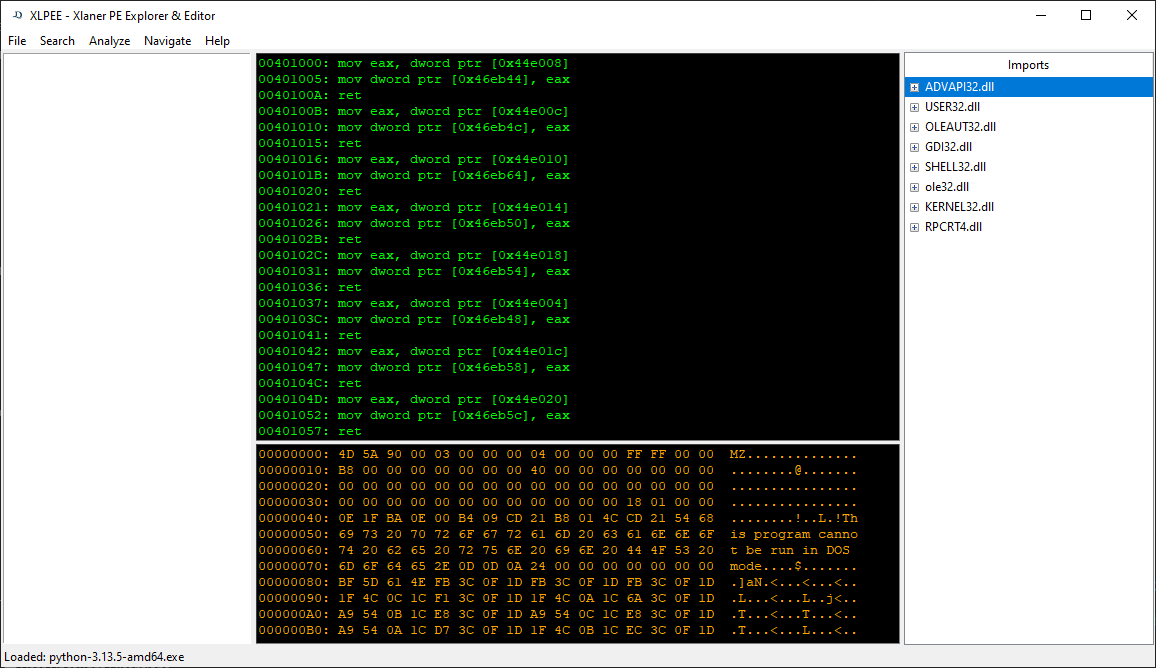 XLPEE - Xlaner PE Explorer & Editor
File Search Analyze Navigate Help
00401000: mov eax, dword ptr [0x44e008]
00401005: mov dword ptr [0x46eb44], eax
0040100A: ret
0040100B: mov eax, dword ptr [0x44e00c]
00401010: mov dword ptr [0x46eb4c], eax
00401015: ret
00401016: mov eax, dword ptr [0x44e010]
0040101B: mov dword ptr [0x46eb64], eax
00401020: ret
00401021: mov eax, dword ptr [0x44e014]
00401026: mov dword ptr [0x46eb50], eax
0040102B: ret
0040102C: mov eax, dword ptr [0x44e018]
00401031: mov dword ptr [0x46eb54], eax
00401036: ret
00401037: mov eax, dword ptr [0x44e004]
0040103C: mov dword ptr [0x46eb48], eax
00401041: ret
00401042: mov eax, dword ptr [0x44e01c]
00401047: mov dword ptr [0x46eb58], eax
0040104C: ret
0040104D: mov eax, dword ptr [0x44e020]
00401052: mov dword ptr [0x46eb5c], eax
00401057: ret
00000000: 4D 5A 90 00 03 00 00 00 04 00 00 00 FF FF 00 00 MZ..............
00000010: B8 00 00 00 00 00 00 00 40 00 00 00 00 00 00 00 ........@.......
00000020: 00 00 00 00 00 00 00 00 00 00 00 00 00 00 00 00 ................
00000030: 00 00 00 00 00 00 00 00 00 00 00 00 18 01 00 00 ................
00000040: 0E 1F BA 0E 00 B4 09 CD 21 B8 01 4C CD 21 54 68 ........!..L.!Th
00000050: 69 73 20 70 72 6F 67 72 61 6D 20 63 61 6E 6E 6F is program canno
00000060: 74 20 62 65 20 72 75 6E 20 69 6E 20 44 4F 53 20 t be run in DOS
00000070: 6D 6F 64 65 2E 0D 0D 0A 24 00 00 00 00 00 00 00 mode....$.......
00000080: BF 5D 61 4E FB 3C 0F 1D FB 3C 0F 1D FB 3C 0F 1D .]aN.<...<...<..
00000090: 1F 4C 0C 1C F1 3C 0F 1D 1F 4C 0A 1C 6A 3C 0F 1D .L...<...L..j<..
000000A0: A9 54 0B 1C E8 3C 0F 1D A9 54 0C 1C E8 3C 0F 1D .T...<...T...<..
000000B0: A9 54 0A 1C D7 3C 0F 1D 1F 4C 0B 1C EC 3C 0F 1D .T...<...L...<..
Imports
ADVAPI32.dll
USER32.dll
OLEAUT32.dll
GDI32.dll
SHELL32.dll
ole32.dll
KERNEL32.dll
RPCRT4.dll
Loaded: python-3.13.5-amd64.exe